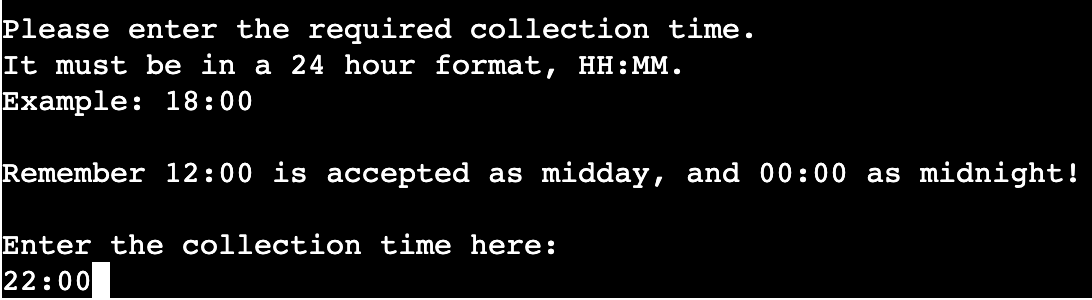 Please enter the required collection time.
It must be in a 24 hour format, HH:MM.
Example: 18:00
Remember 12:00 is accepted as midday, and 00:00 as midnight!
Enter the collection time here:
22:00